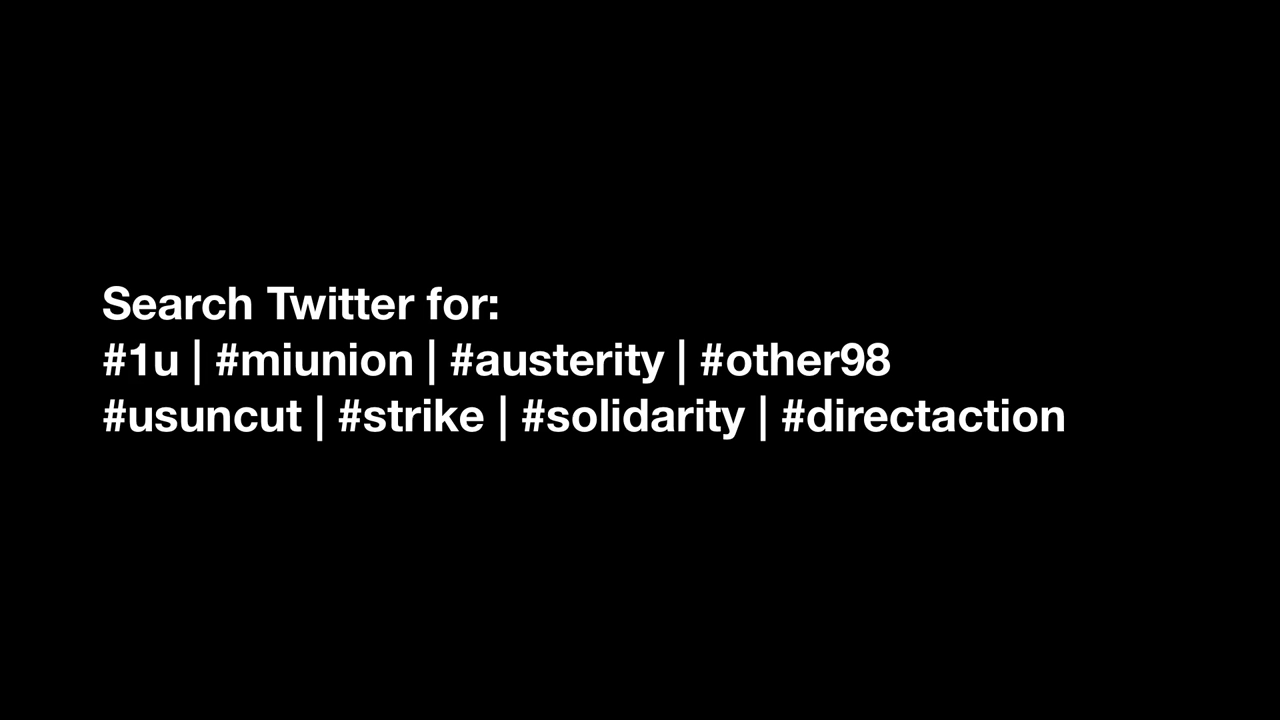 Search Twitter for:
#1u | #miunion | #austerity | #other98
#usuncut | #strike | #solidarity | #directaction